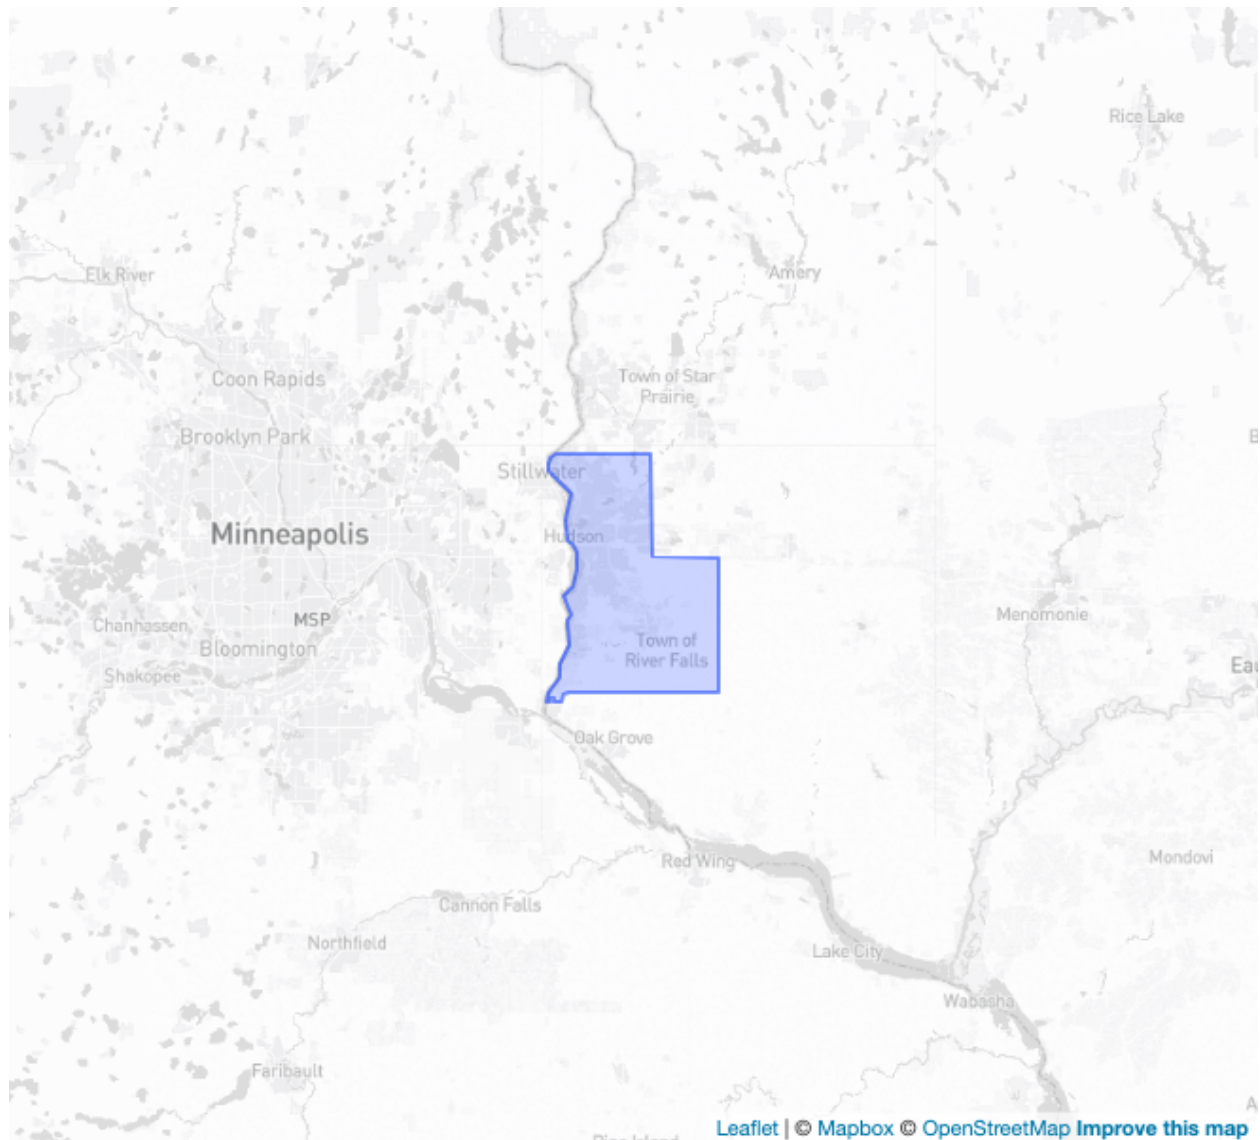 Rice Lake
Elk River
Amery
Coon Rapids
Town of Star
Prairie
Brooklyn Park
Stillwater
Minneapolis
Hudson
MSP
Menomonie
Chanhassen
Bloomington
Town of
River Falls
Shakopee
Oak Grove
Red Wing
Mondovi
Cannon Falls
Northfield
Lake City
Wabasha
Faribault
Leaflet | © Mapbox © OpenStreetMap Improve this map